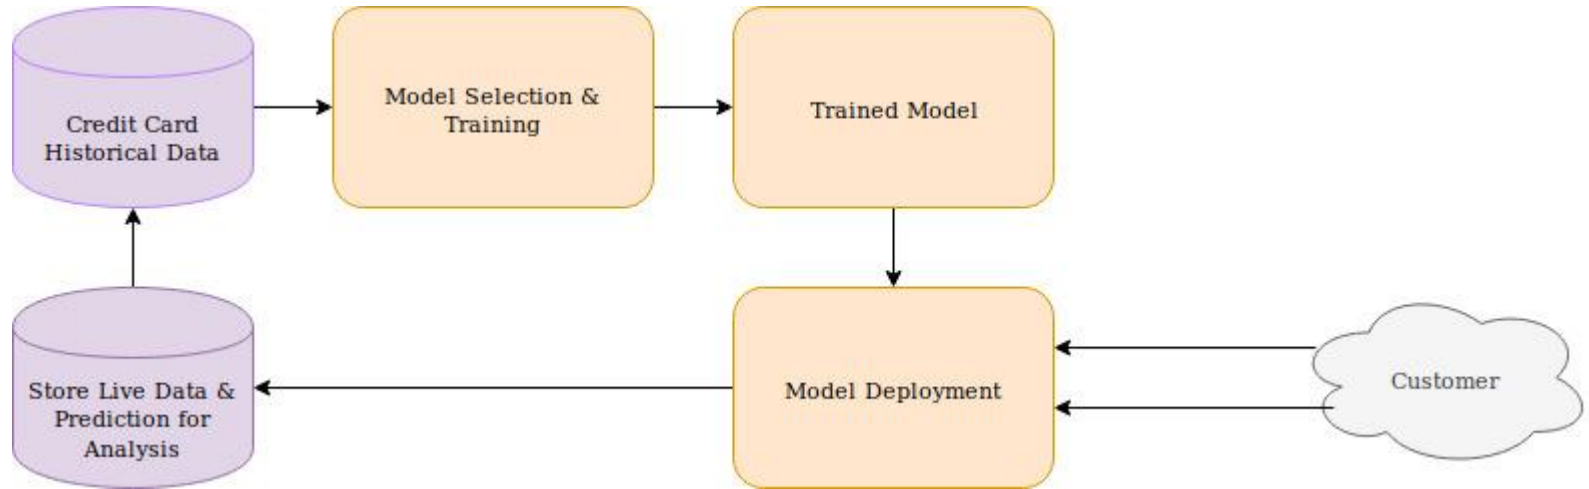 Credit Card
Historical Data
Model Selection &
Training
Trained Model
Store Live Data &
Prediction for
Analysis
Model Deployment
Customer